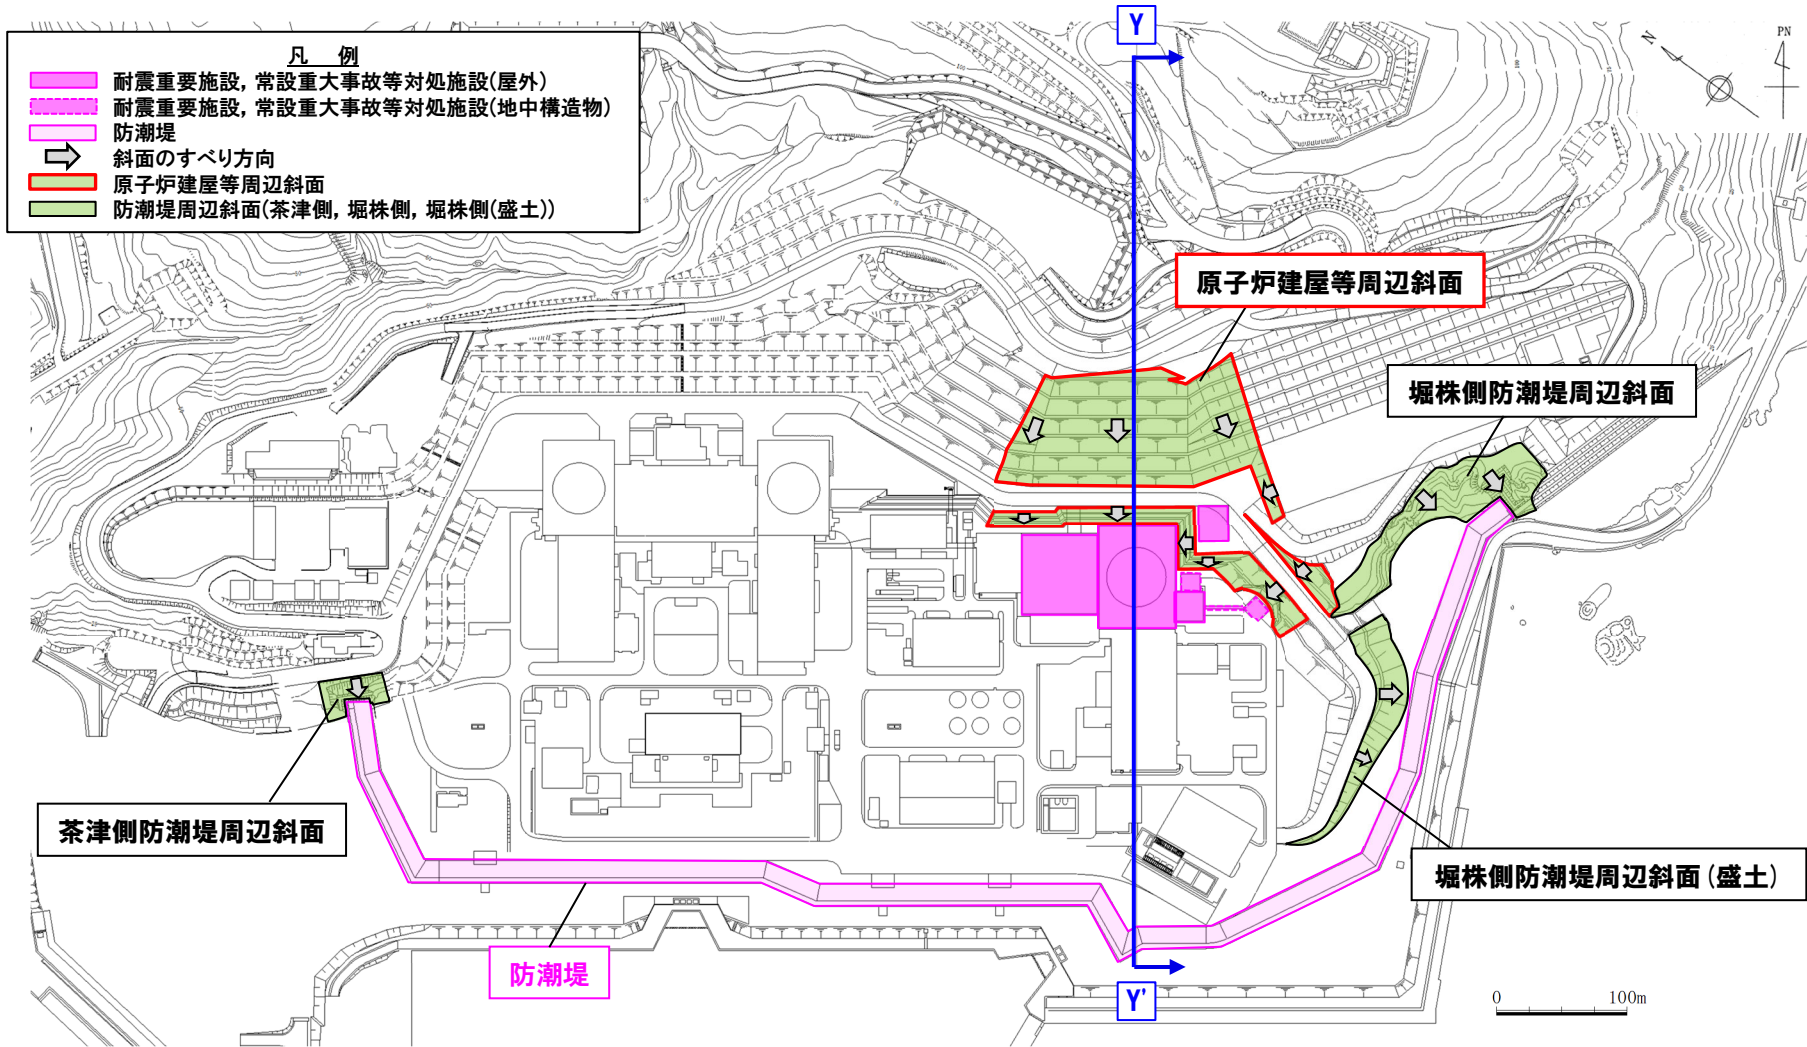 Y
N
PN
凡 例
耐震重要施設，常設重大事故等対処施設(屋外)
耐震重要施設，常設重大事故等対処施設(地中構造物)
防潮堤
斜面のすべり方向
原子炉建屋等周辺斜面
防潮堤周辺斜面(茶津側，堀株側，堀株側(盛土))
原子炉建屋等周辺斜面
堀株側防潮堤周辺斜面
茶津側防潮堤周辺斜面
堀株側防潮堤周辺斜面(盛土)
防潮堤
Y'
0 100m